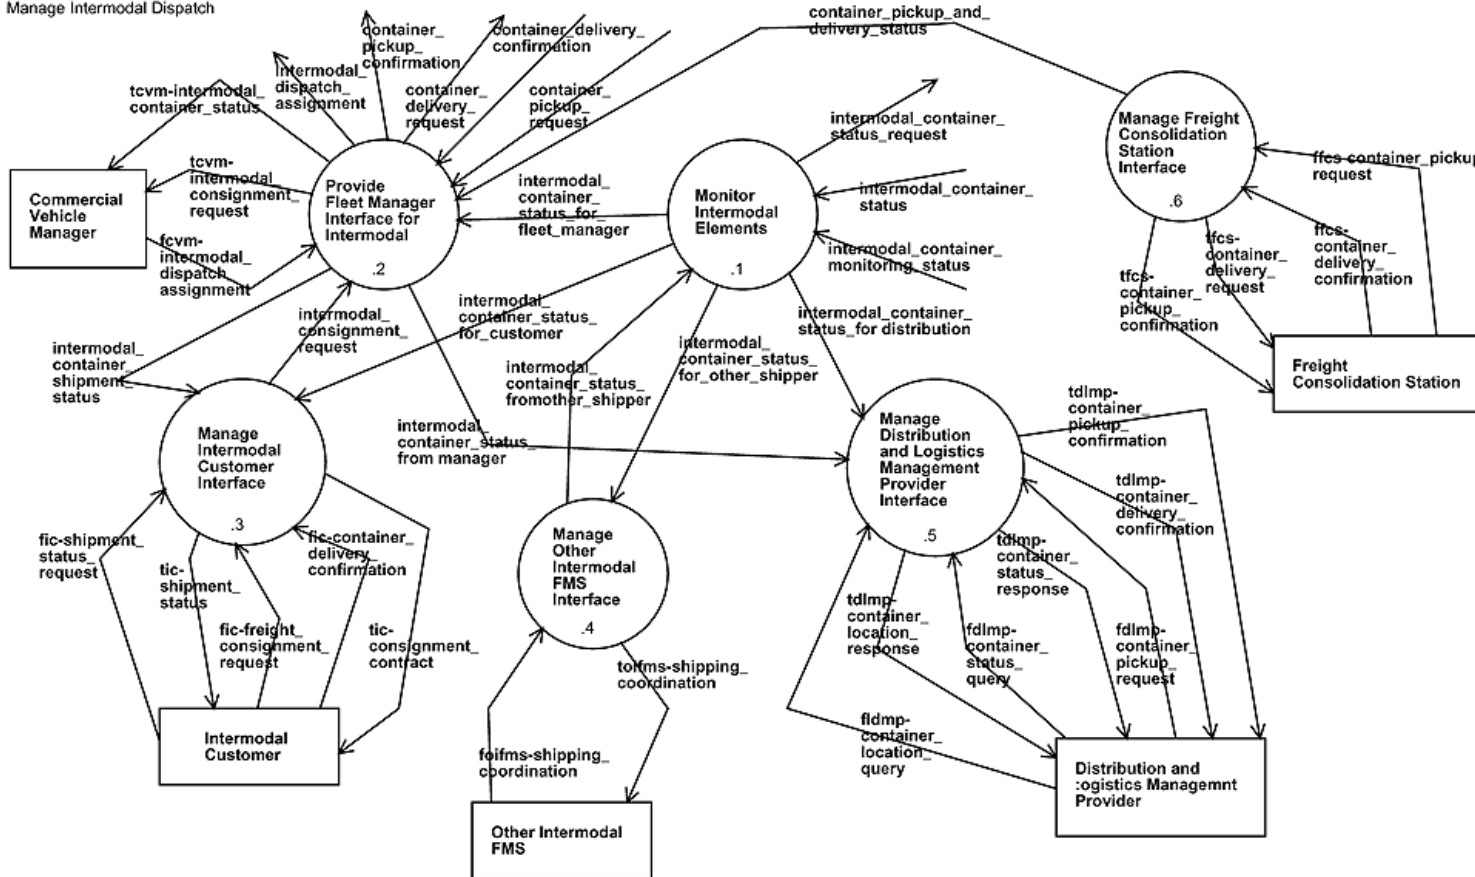 Manage Intermodal Dispatch
container_
pickup_
confirmation
container_delivery_
confirmation
container_pickup_and_
delivery_status
intermodal_
dispatch_
assignment
tcvm-intermodal_
container_status
container_
delivery_
request
container_
pickup_
request
intermodal_container_
status_request
Manage Freight
Consolidation
Station
Interface
.6
ffcs-container_pickup
request
tcvm-
intermodal_
consignment_
request
Commercial
Vehicle
Manager
Provide
Fleet Manager
Interface for
Intermodal
.2
intermodal_
container_
status_for_
fleet_manager
Monitor
Intermodal
Elements
.1
intermodal_container_
status
intermodal_container_
monitoring_status
fcvm-
intermodal_
dispatch_
assignment
tfcs-
container_
delivery_
request
ffcs-
container_
delivery_
confirmation
tfcs-
container_
pickup_
confirmation
intermodal_
container_status_
for_customer
intermodal_
consignment_
request
intermodal_container_
status_for distribution
intermodal_
container_
shipment_
status
intermodal_
container_status_
fromother_shipper
intermodal_
container_status_
for_other_shipper
Freight
Consolidation Station
tdlmp-
container_
pickup_
confirmation
Manage
Intermodal
Customer
Interface
.3
intermodal_
container_status_
from manager
Manage
Distribution
and Logistics
Management
Provider
Interface
.5
tdlmp-
container_
delivery_
confirmation
fic-shipment_
status_
request
tic-
shipment_
status
fic-container_
delivery_
confirmation
Manage
Other
Intermodal
FMS
Interface
.4
tdlmp-
container_
status_
response
tdlmp-
container_
location_
response
fic-freight_
consignment_
request
tic-
consignment_
contract
fdlmp-
container_
status_
query
fdlmp-
container_
pickup_
request
toifms-shipping_
coordination
fldmp-
container_
location_
query
Intermodal
Customer
foifms-shipping_
coordination
Distribution and
:ogistics Managemnt
Provider
Other Intermodal
FMS